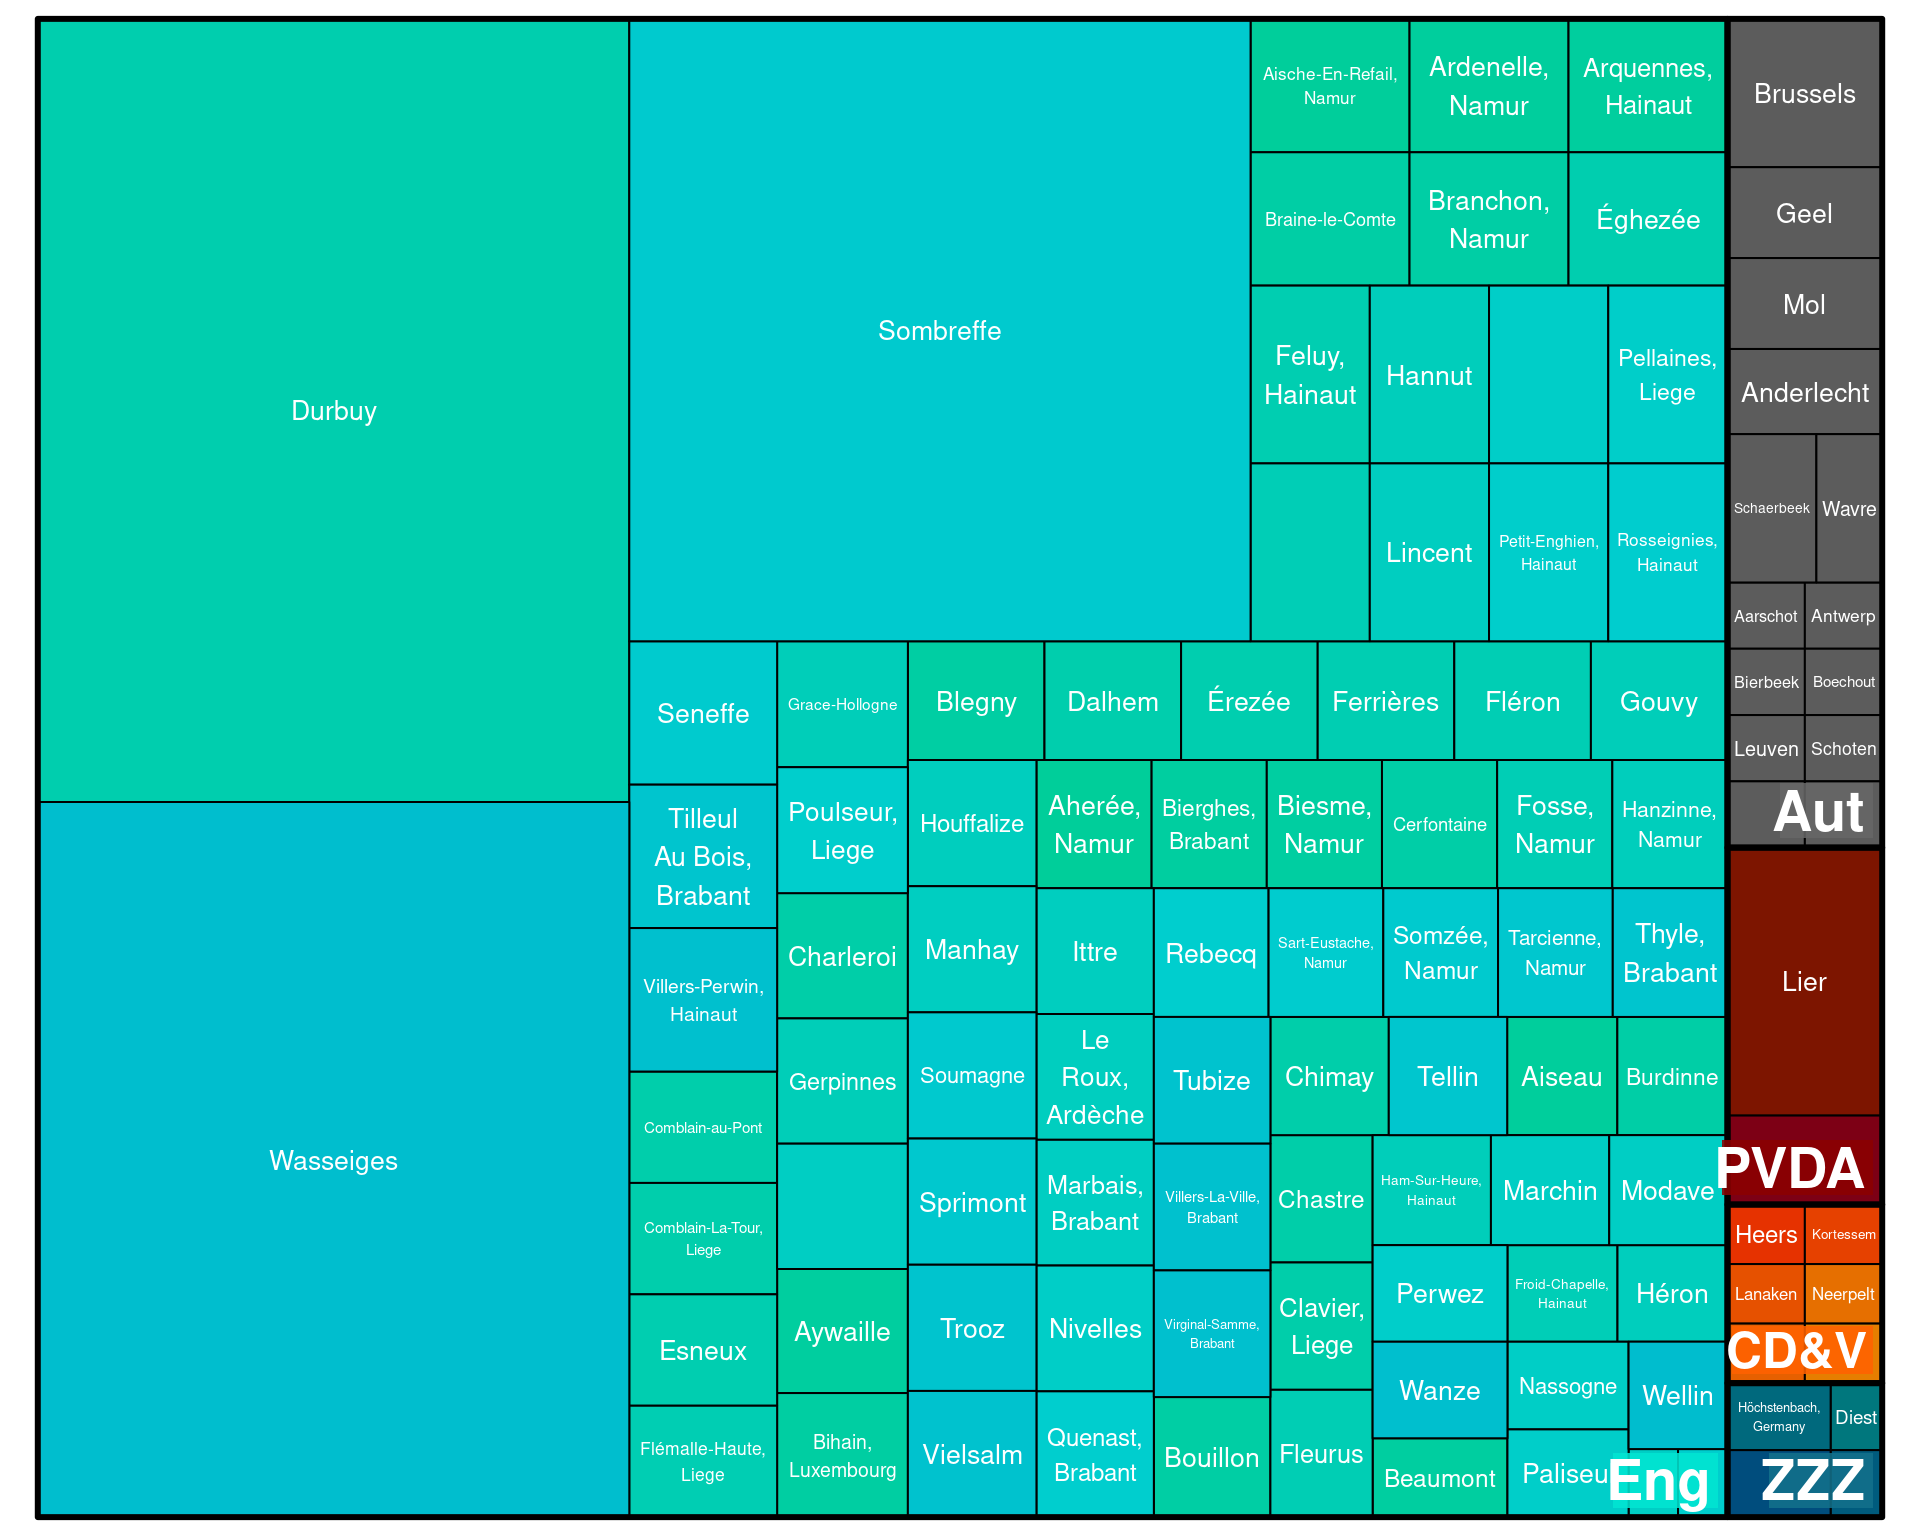 Durbuy
Wasseiges
Sombreffe
Aische-En-Refail,
Namur
Ardenelle,
Namur
Arquennes,
Hainaut
Braine-le-Comte
Branchon,
Namur
Éghezée
Feluy,
Hainaut
Hannut
Pellaines,
Liege
Lincent
Petit-Enghien,
Hainaut
Rosseignies,
Hainaut
Seneffe
Tilleul
Au Bois,
Brabant
Villers-Perwin,
Hainaut
Comblain-au-Pont
Comblain-La-Tour,
Liege
Esneux
Flémalle-Haute,
Liege
Grace-Hollogne
Poulseur,
Liege
Charleroi
Gerpinnes
Aywaille
Bihain,
Luxembourg
Blegny
Dalhem
Érezée
Ferrières
Fléron
Gouvy
Houffalize
Manhay
Soumagne
Sprimont
Trooz
Vielsalm
Aherée,
Namur
Bierghes,
Brabant
Biesme,
Namur
Cerfontaine
Fosse,
Namur
Hanzinne,
Namur
Ittre
Le
Roux,
Ardèche
Marbais,
Brabant
Nivelles
Quenast,
Brabant
Rebecq
Sart-Eustache,
Namur
Somzée,
Namur
Tarcienne,
Namur
Thyle,
Brabant
Tubize
Villers-La-Ville,
Brabant
Virginal-Samme,
Brabant
Bouillon
Chimay
Tellin
Aiseau
Burdinne
Chastre
Clavier,
Liege
Fleurus
Ham-Sur-Heure,
Hainaut
Marchin
Modave
Perwez
Froid-Chapelle,
Hainaut
Héron
Wanze
Nassogne
Wellin
Beaumont
Paliseu
Eng
Brussels
Geel
Mol
Anderlecht
Schaerbeek
Wavre
Aarschot
Antwerp
Bierbeek
Boechout
Leuven
Schoten
Aut
Lier
PVDA
Heers
Kortessem
Lanaken
Neerpelt
CD&V
Höchstenbach,
Germany
Diest
ZZZ